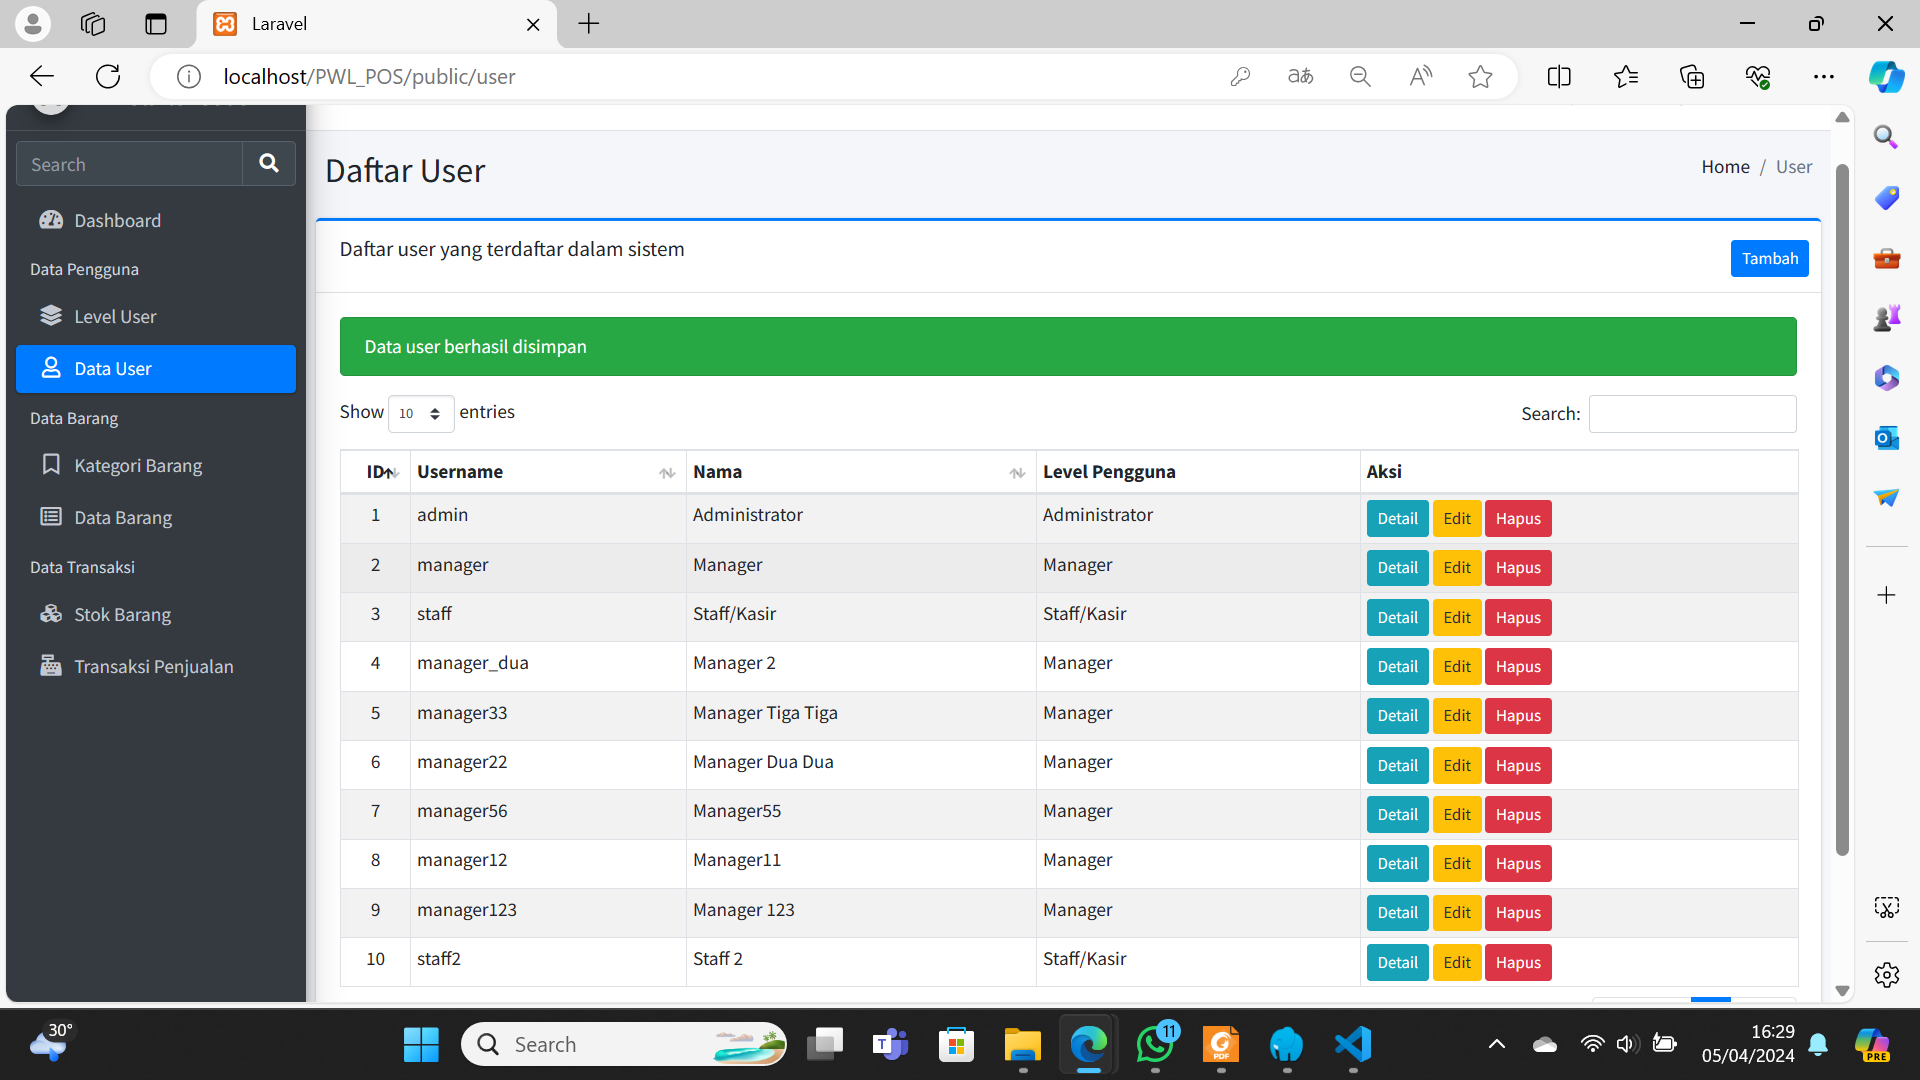 Laravel
localhost/PWL_POS/public/user
Search
Dashboard
Data Pengguna
Level User
Data User
Data Barang
Kategori Barang
Data Barang
Data Transaksi
Stok Barang
Transaksi Penjualan
Daftar User
Home / User
Daftar user yang terdaftar dalam sistem
Tambah
Data user berhasil disimpan
Show 10 entries
Search:
ID Username Nama Level Pengguna Aksi
1 admin Administrator Administrator Detail Edit Hapus
2 manager Manager Manager Detail Edit Hapus
3 staff Staff/Kasir Staff/Kasir Detail Edit Hapus
4 manager_dua Manager 2 Manager Detail Edit Hapus
5 manager33 Manager Tiga Tiga Manager Detail Edit Hapus
6 manager22 Manager Dua Dua Manager Detail Edit Hapus
7 manager56 Manager55 Manager Detail Edit Hapus
8 manager12 Manager11 Manager Detail Edit Hapus
9 manager123 Manager 123 Manager Detail Edit Hapus
10 staff2 Staff 2 Staff/Kasir Detail Edit Hapus
30°
Search
11
PDF
16:29
05/04/2024
PRE